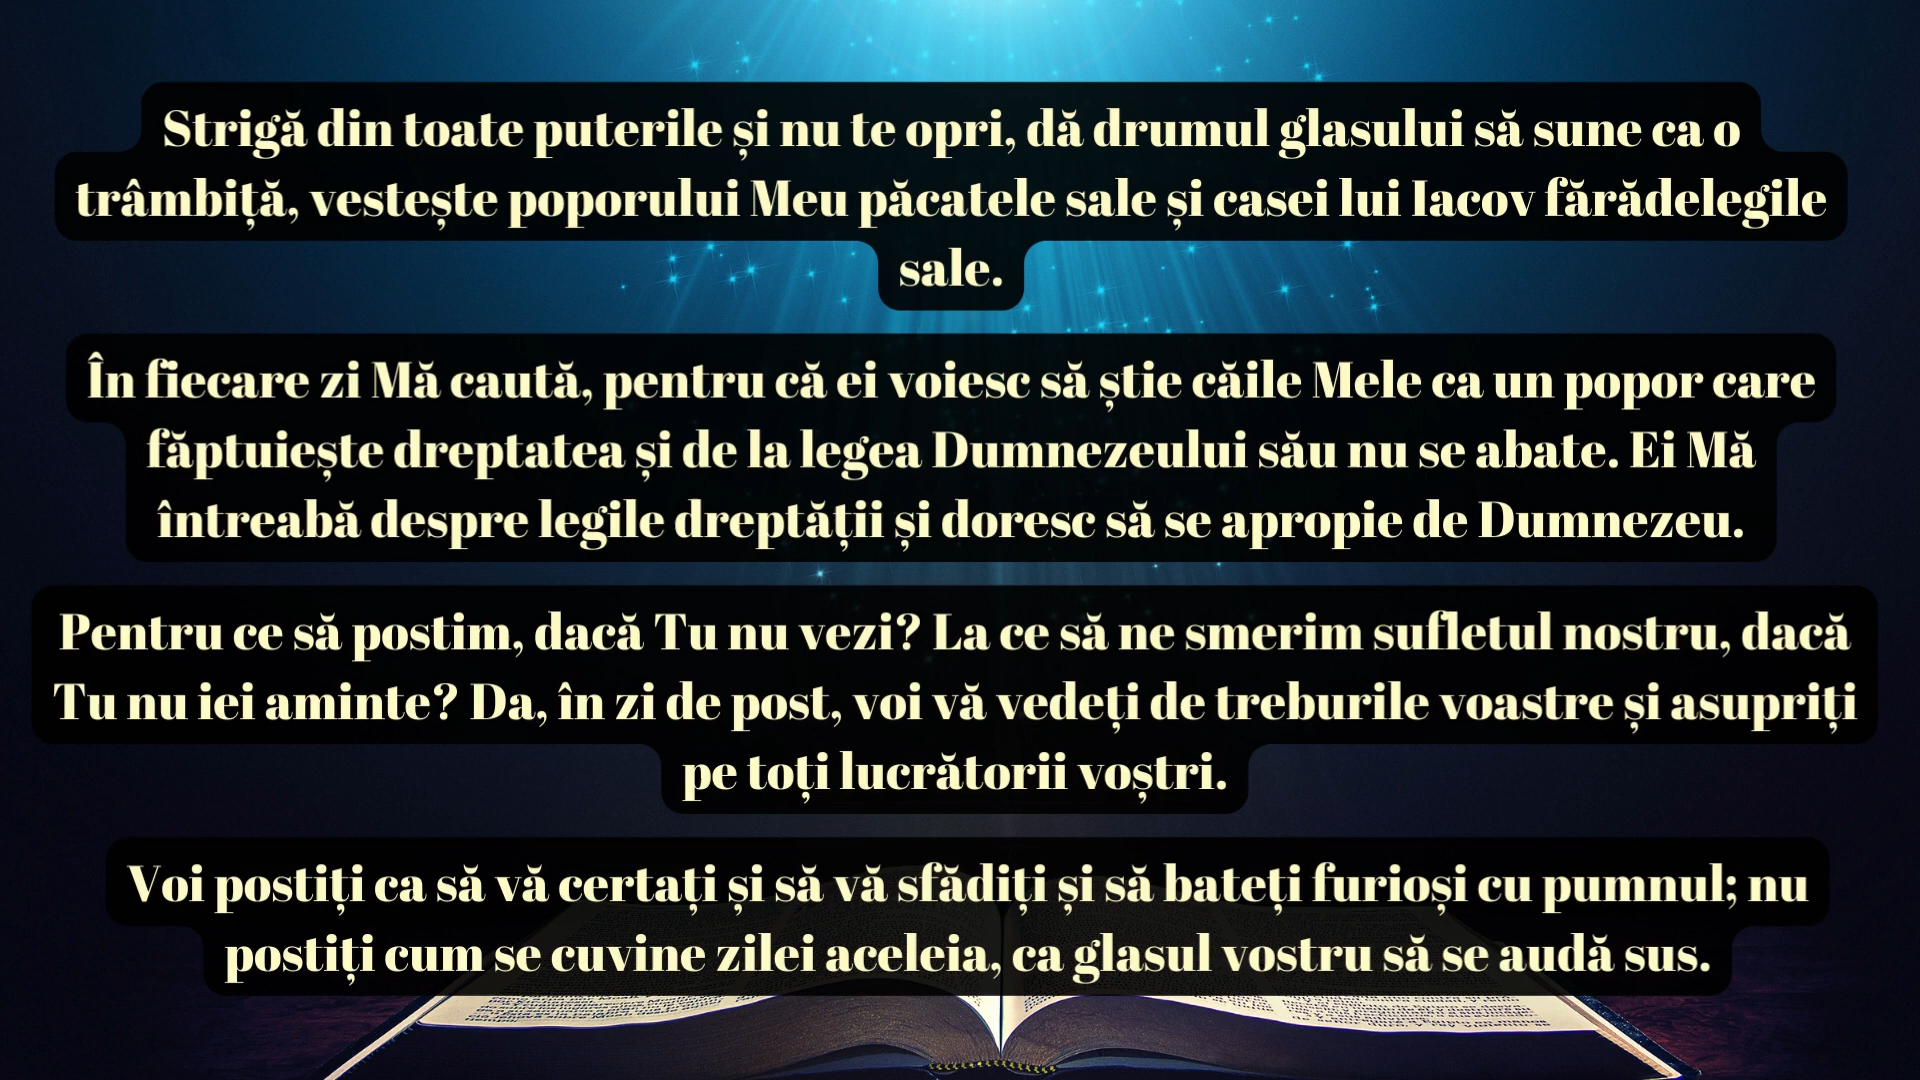 Strigă din toate puterile și nu te opri, dă drumul glasului să sune ca o
trâmbiță, vestește poporului Meu păcatele sale și casei lui Iacov fărădelegile
sale.
În fiecare zi Mă caută, pentru că ei voiesc să știe căile Mele ca un popor care
făptuiește dreptatea și de la legea Dumnezeului său nu se abate. Ei Mă
întreabă despre legile dreptății și doresc să se apropie de Dumnezeu.
Pentru ce să postim, dacă Tu nu vezi? La ce să ne smerim sufletul nostru, dacă
Tu nu iei aminte? Da, în zi de post, voi vă vedeți de treburile voastre și asupriți
pe toți lucrătorii voștri.
Voi postiți ca să vă certați și să vă sfădiți și să bateți furioși cu pumnul; nu
postiți cum se cuvine zilei aceleia, ca glasul vostru să se audă sus.